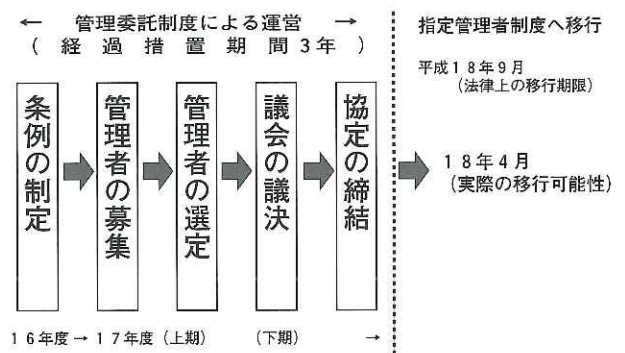 ← 管理委託制度による運営 →
（経過措置期間3年）
指定管理者制度へ移行
平成18年9月
（法律上の移行期限）
条例の制定
管理者の募集
管理者の選定
議会の議決
協定の締結
18年4月
（実際の移行可能性）
16年度→17年度（上期） （下期） →